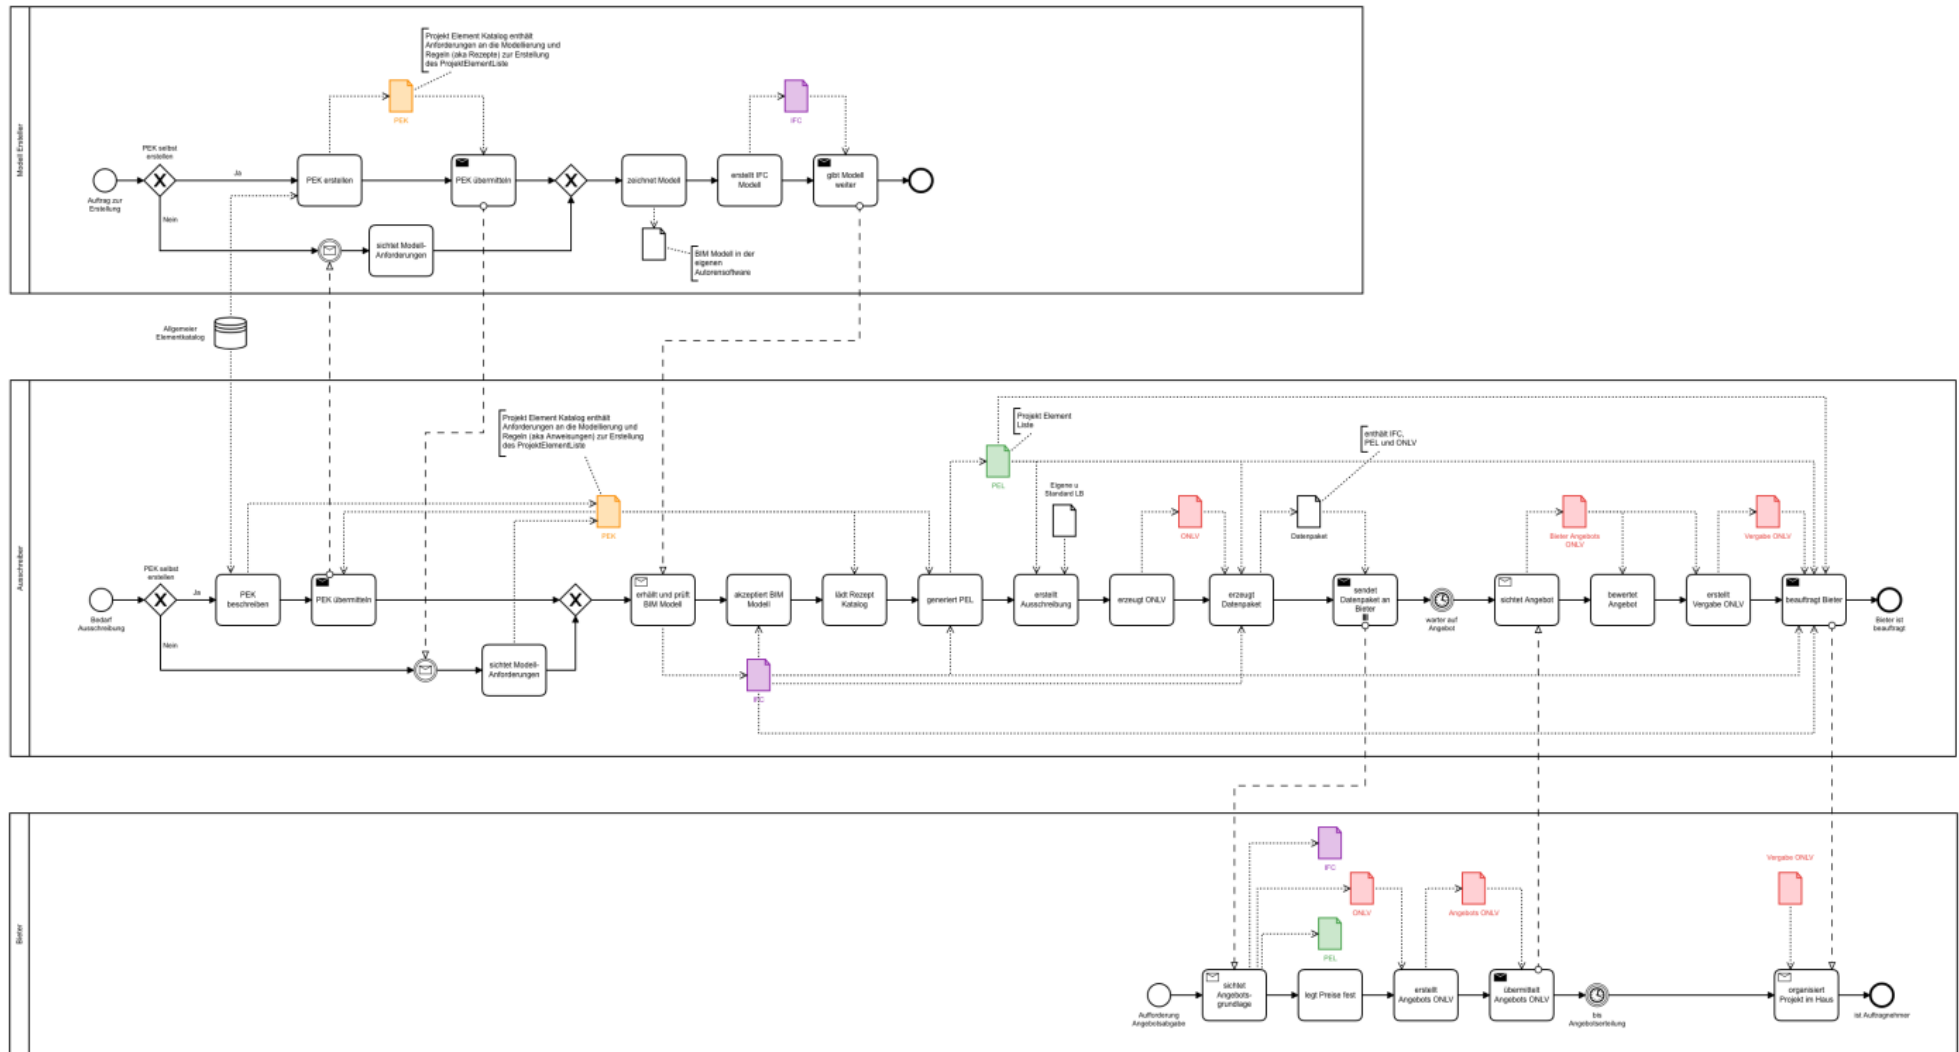 Modell Ersteller
Projekt Element Katalog enthält
Anforderungen an die Modellierung und
Regeln (aka Rezepte) zur Erstellung
des ProjektElementListe
PEK
IFC
PEK selbst
erstellen
Ja
Nein
Auftrag zur
Erstellung
PEK erstellen
PEK übermitteln
zeichnet Modell
erstellt IFC
Modell
gibt Modell
weiter
sichtet Modell-
Anforderungen
BIM Modell in der
eigenen
Autorensoftware
Allgemeier
Elementkatalog
Ausschreiber
Projekt Element Katalog enthält
Anforderungen an die Modellierung und
Regeln (aka Anweisungen) zur Erstellung
des ProjektElementListe
Projekt Element
Liste
enthält IFC,
PEL und ONLV
PEL
Eigene u
Standard LB
PEK
ONLV
Datenpaket
Bieter Angebots
ONLV
Vergabe ONLV
PEK selbst
erstellen
Ja
Nein
Bedarf
Ausschreibung
PEK
beschreiben
PEK übermitteln
erhält und prüft
BIM Modell
akzeptiert BIM
Modell
lädt Rezept
Katalog
generiert PEL
erstellt
Ausschreibung
erzeugt ONLV
erzeugt
Datenpaket
sendet
Datenpaket an
Bieter
warter auf
Angebot
sichtet Angebot
bewertet
Angebot
erstellt
Vergabe ONLV
beauftragt Bieter
Bieter ist
beauftragt
sichtet Modell-
Anforderungen
IFC
Bieter
IFC
ONLV
PEL
Angebots ONLV
Vergabe ONLV
Aufforderung
Angebotsabgabe
sichtet
Angebots-
grundlage
legt Preise fest
erstellt
Angebots ONLV
übermittelt
Angebots ONLV
bis
Angebotserteilung
organisiert
Projekt im Haus
ist Auftragnehmer